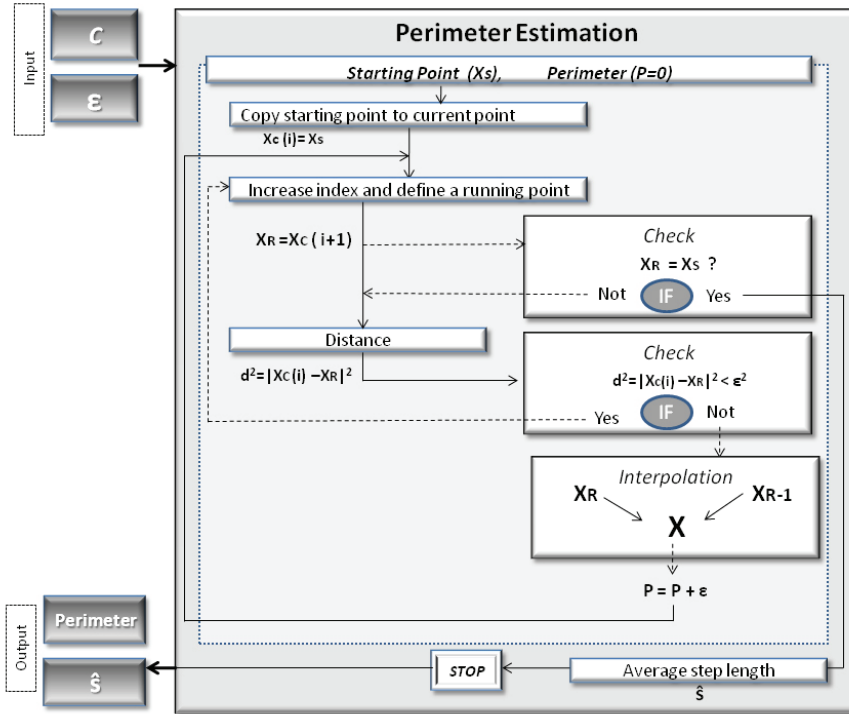 Input
C
ε
Perimeter Estimation
Starting Point (Xs), Perimeter (P=0)
Copy starting point to current point
Xc (i)= Xs
Increase index and define a running point
XR =XC ( i+1)
Check
XR = XS ?
Not IF Yes
Distance
d²=|XC(i) –XR|²
Check
d²=|Xc(i) –XR|² < ε²
Yes IF Not
Interpolation
XR XR-1
X
P = P + ε
Output
Perimeter
ŝ
STOP
Average step length
ŝ